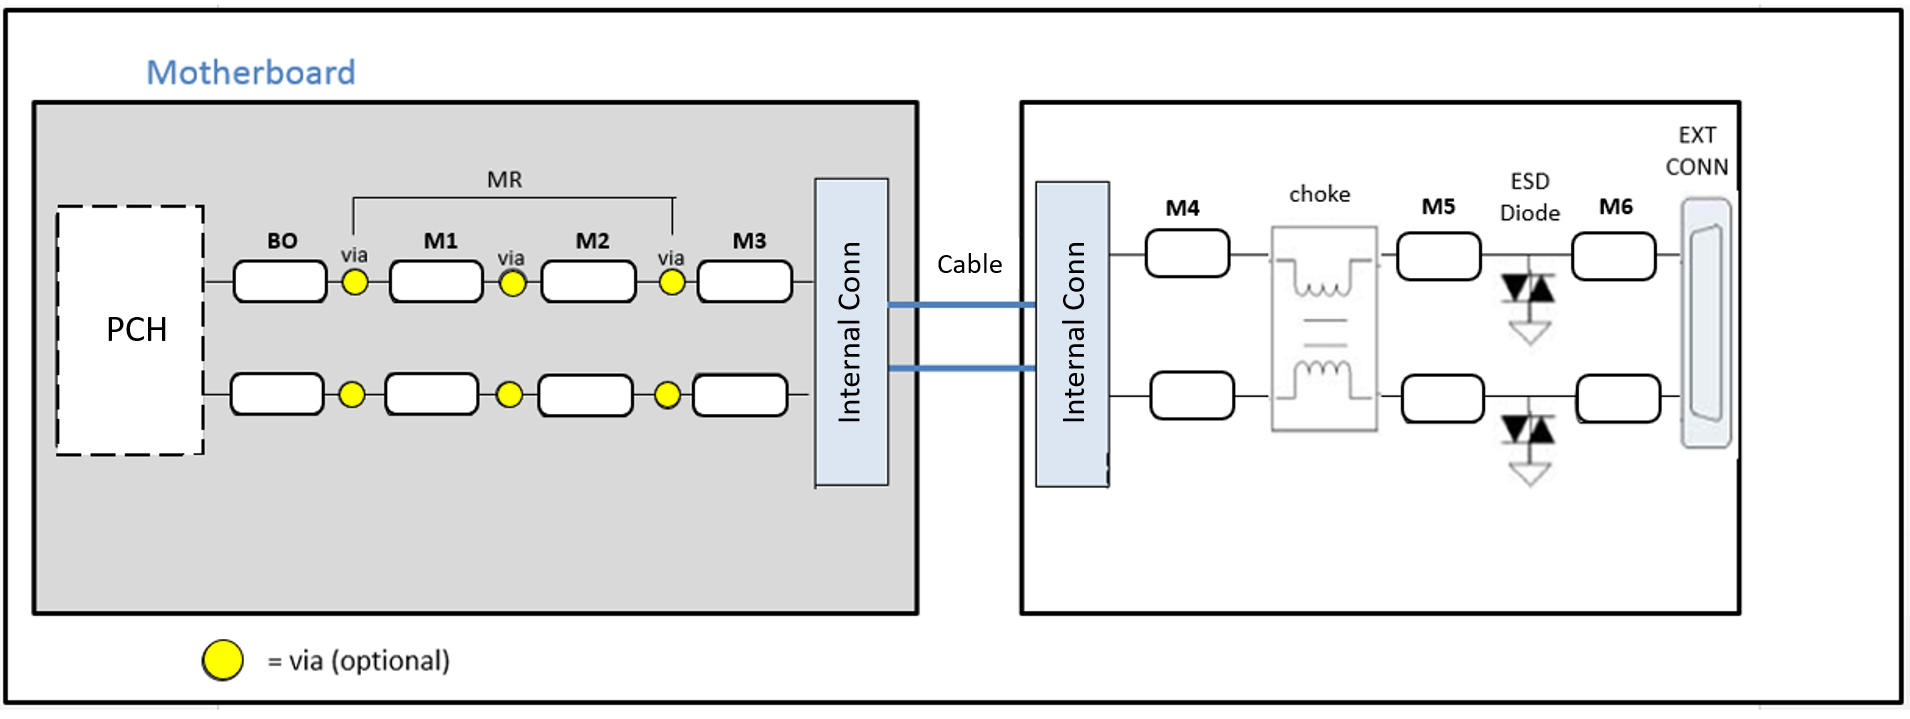 Motherboard
MR
BO
via
M1
via
M2
via
M3
PCH
Internal Conn
Cable
Internal Conn
M4
choke
M5
ESD
Diode
M6
EXT
CONN
= via (optional)